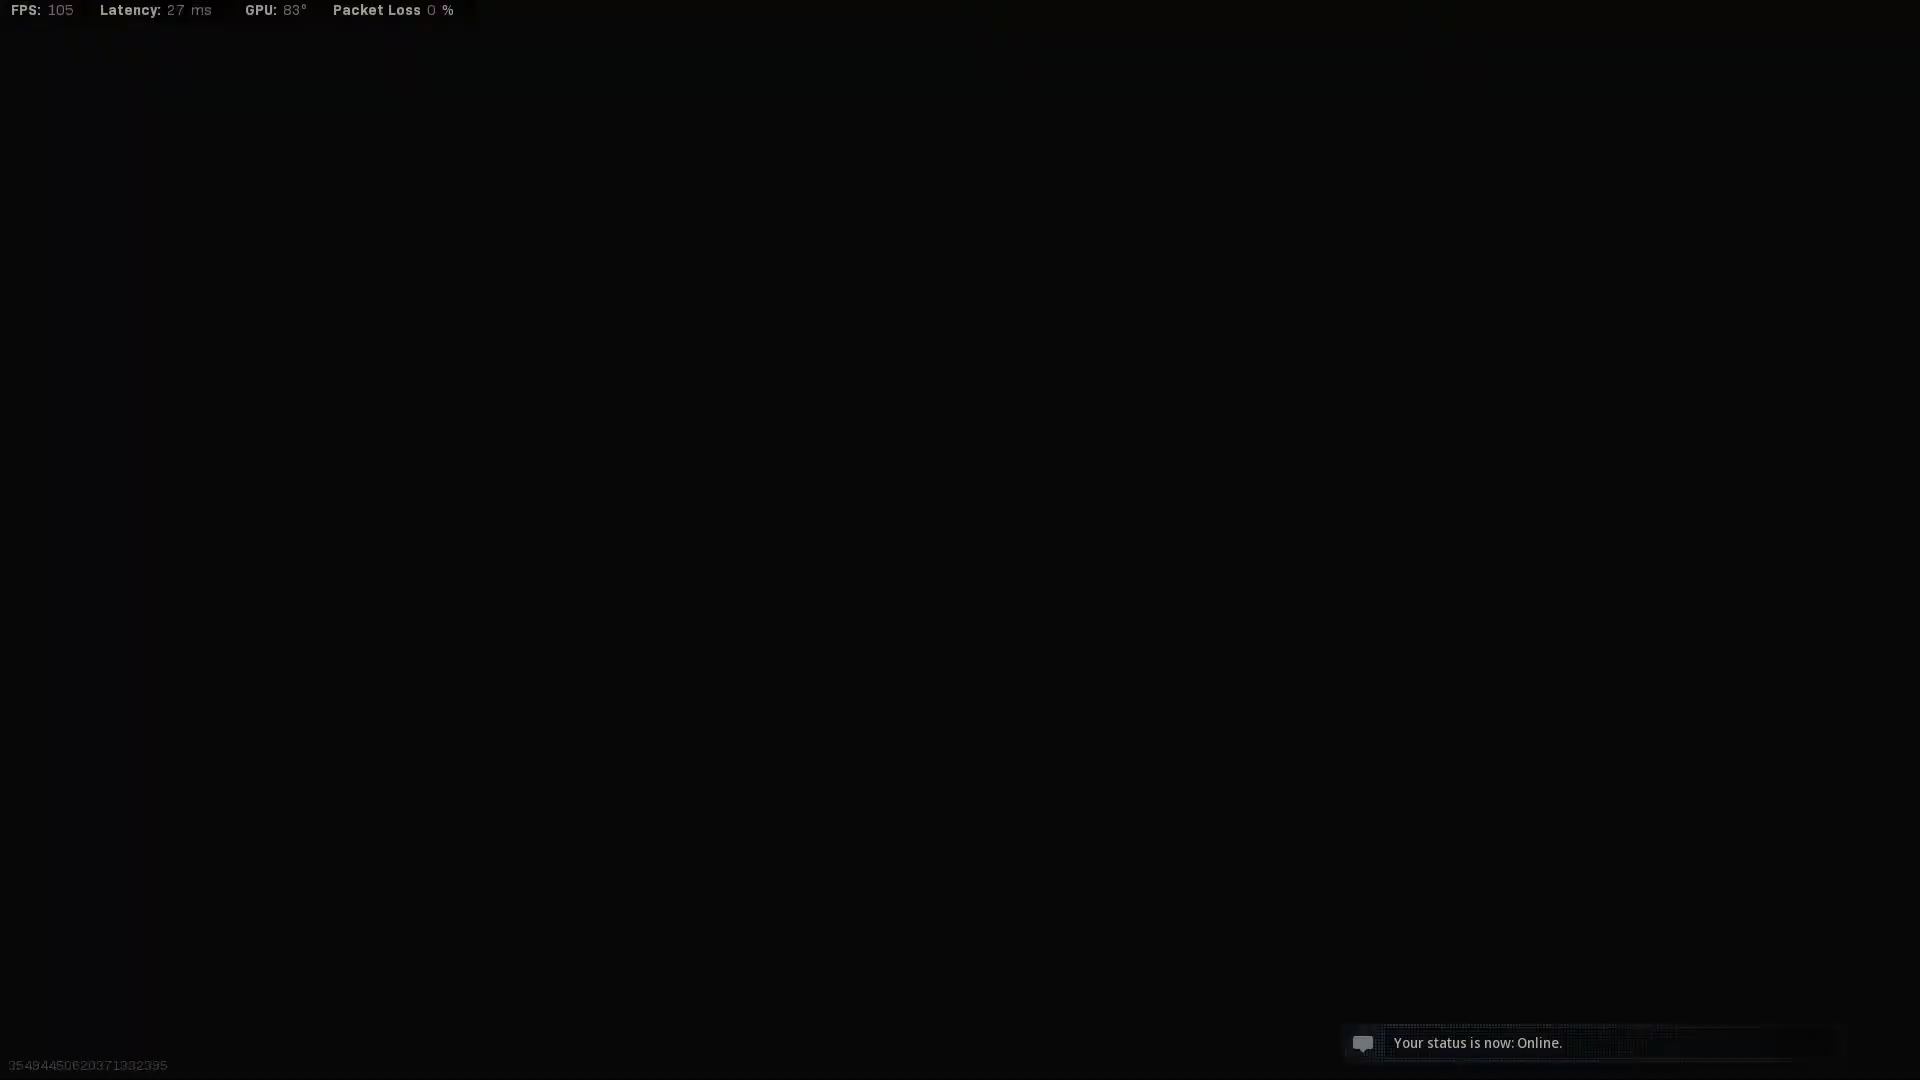 FPS: 105 Latency: 27 ms GPU: 83° Packet Loss 0 %
Your status is now: Online.